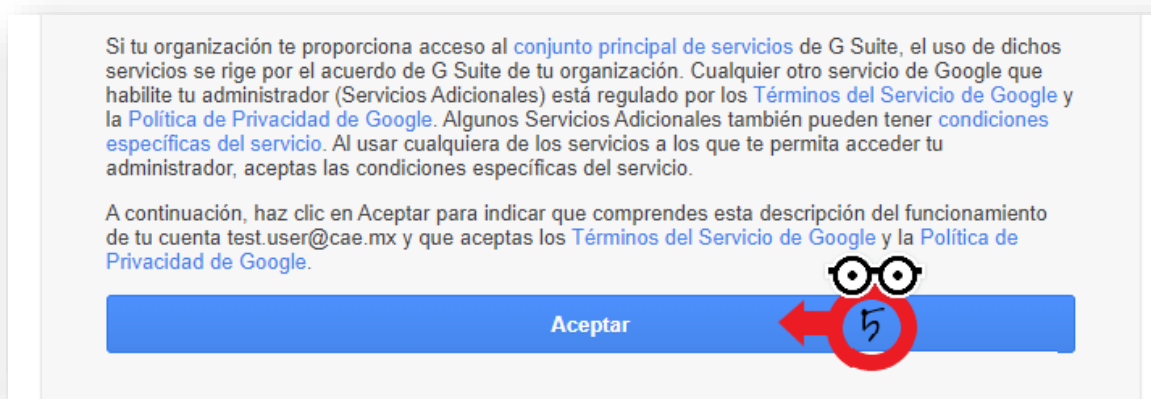 Si tu organización te proporciona acceso al conjunto principal de servicios de G Suite, el uso de dichos
servicios se rige por el acuerdo de G Suite de tu organización. Cualquier otro servicio de Google que
habilite tu administrador (Servicios Adicionales) está regulado por los Términos del Servicio de Google y
la Política de Privacidad de Google. Algunos Servicios Adicionales también pueden tener condiciones
específicas del servicio. Al usar cualquiera de los servicios a los que te permita acceder tu
administrador, aceptas las condiciones específicas del servicio.
A continuación, haz clic en Aceptar para indicar que comprendes esta descripción del funcionamiento
de tu cuenta test.user@cae.mx y que aceptas los Términos del Servicio de Google y la Política de
Privacidad de Google.
Aceptar 5